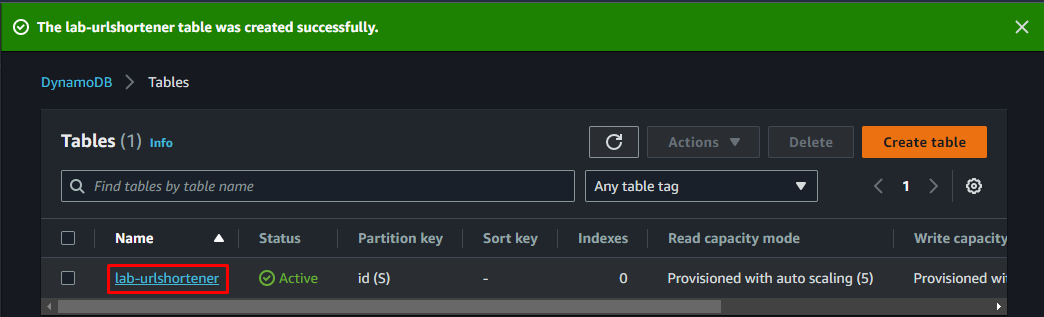 The lab-urlshortener table was created successfully.
DynamoDB > Tables
Tables (1) Info
Actions
Delete
Create table
Find tables by table name
Any table tag
1
Name Status Partition key Sort key Indexes Read capacity mode Write capacity
lab-urlshortener Active id (S) - 0 Provisioned with auto scaling (5) Provisioned wi